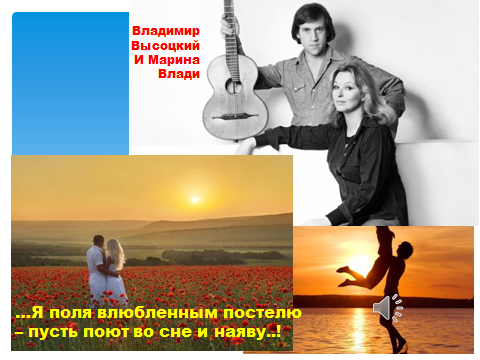 Владимир
Высоцкий
И Марина
Влади
...Я поля влюбленным постелю
– пусть поют во сне и наяву..!